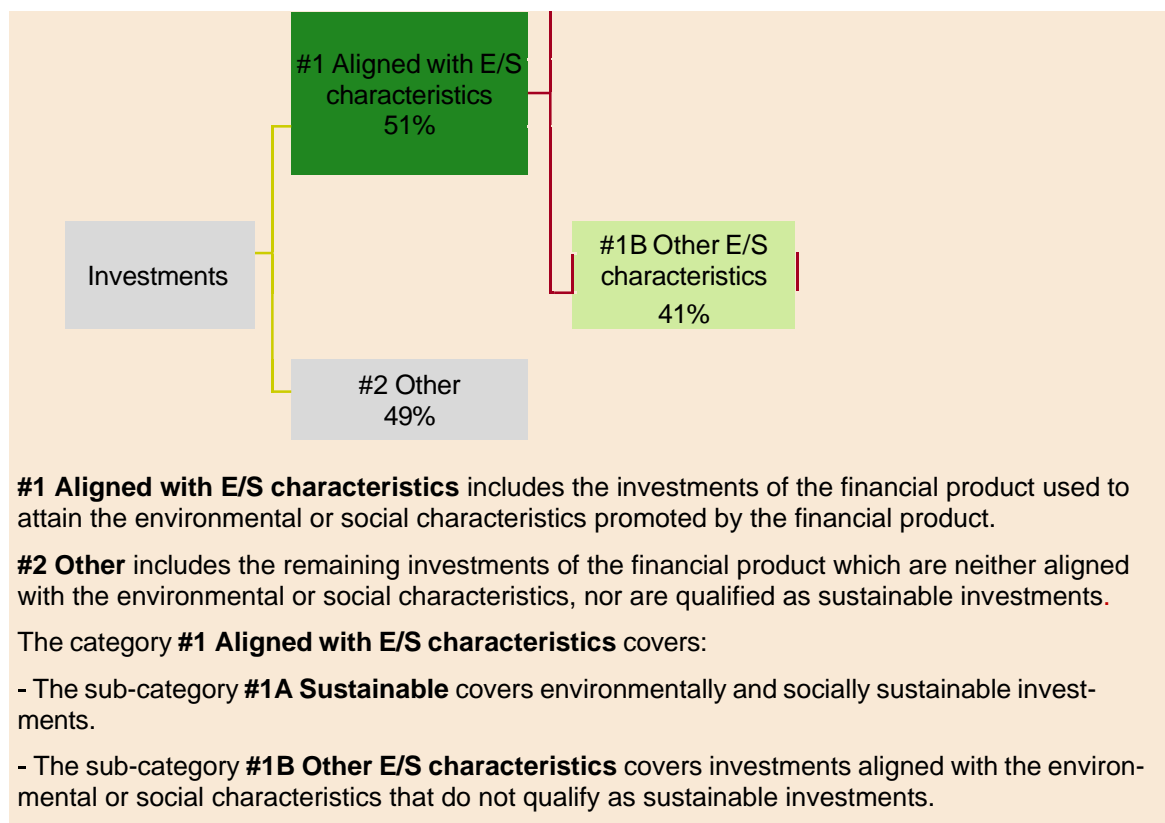 #1 Aligned with E/S
characteristics
51%
#1B Other E/S
characteristics
41%
Investments
#2 Other
49%
#1 Aligned with E/S characteristics includes the investments of the financial product used to
attain the environmental or social characteristics promoted by the financial product.
#2 Other includes the remaining investments of the financial product which are neither aligned
with the environmental or social characteristics, nor are qualified as sustainable investments.
The category #1 Aligned with E/S characteristics covers:
- The sub-category #1A Sustainable covers environmentally and socially sustainable invest-
ments.
- The sub-category #1B Other E/S characteristics covers investments aligned with the environ-
mental or social characteristics that do not qualify as sustainable investments.